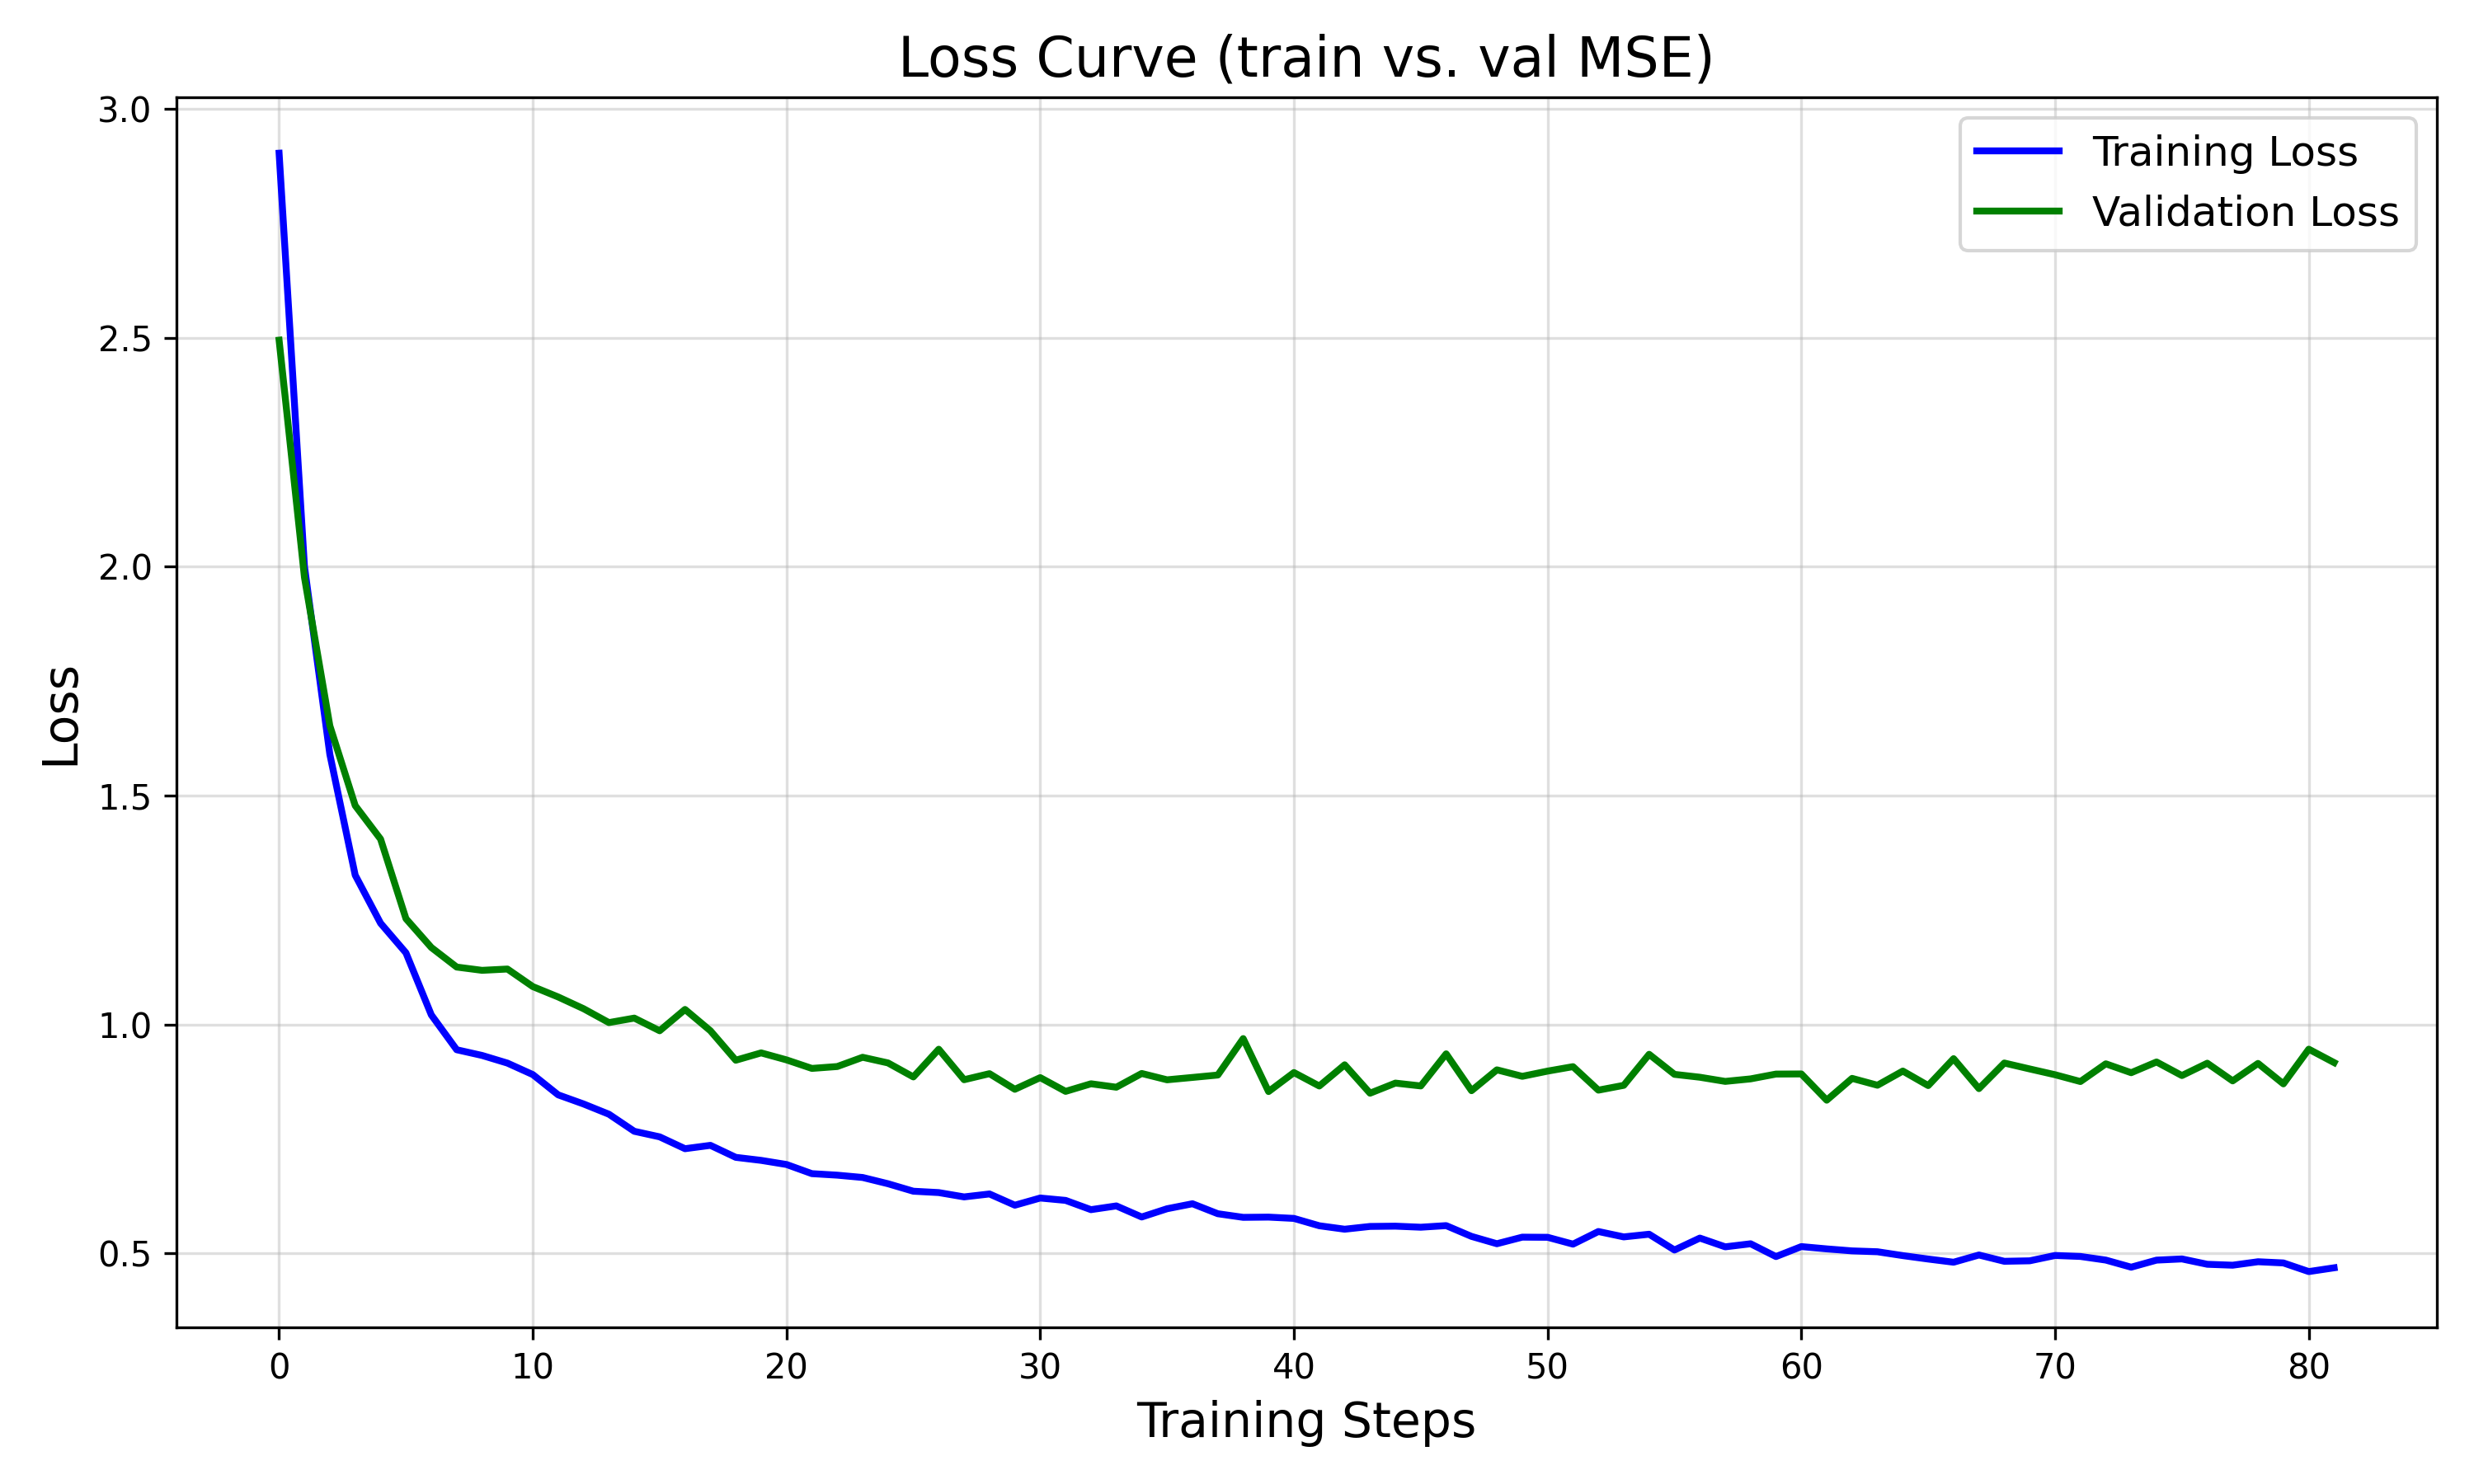 Loss Curve (train vs. val MSE)
3.0
2.5
2.0
1.5
1.0
0.5
Loss
Training Loss
Validation Loss
0 10 20 30 40 50 60 70 80
Training Steps